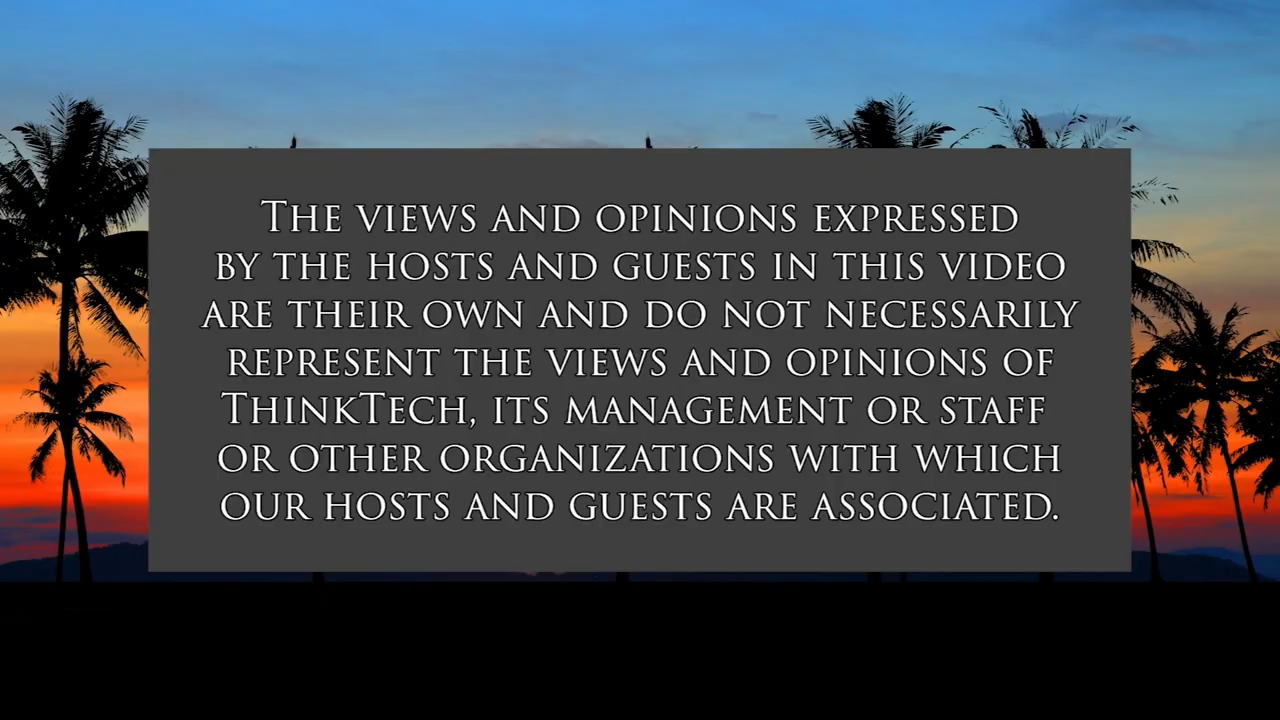 The views and opinions expressed
by the hosts and guests in this video
are their own and do not necessarily
represent the views and opinions of
ThinkTech, its management or staff
or other organizations with which
our hosts and guests are associated.